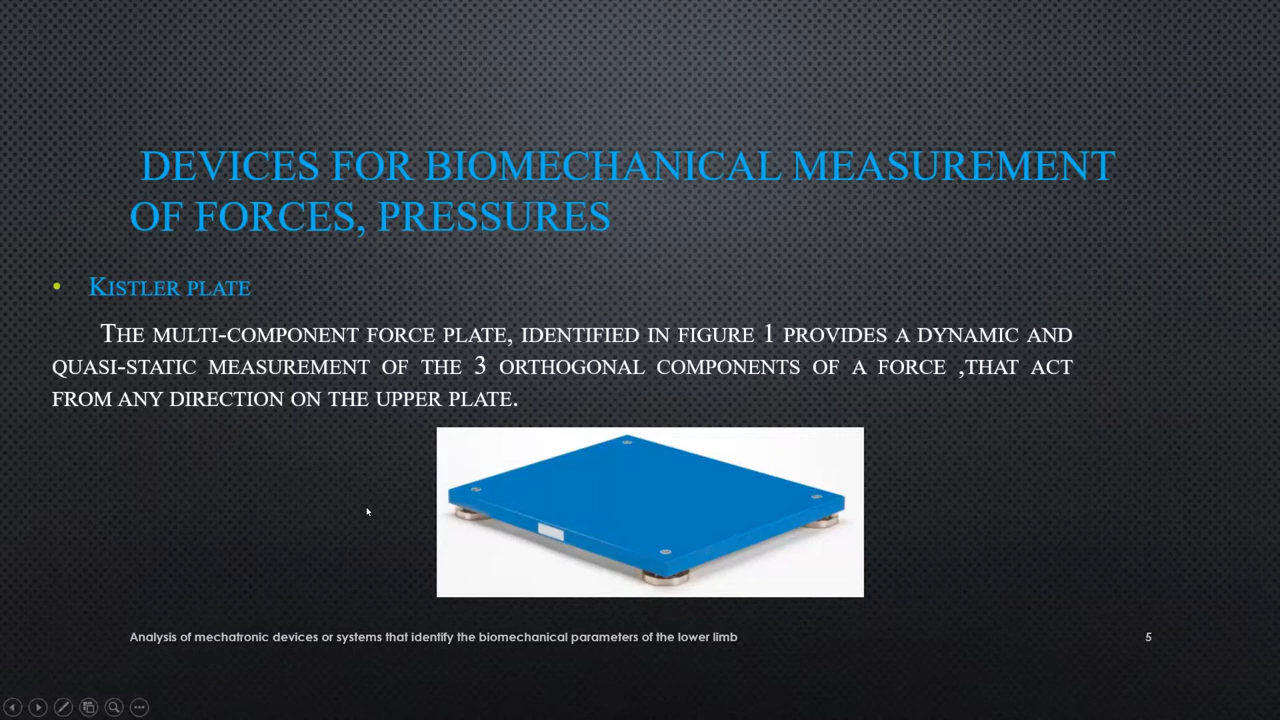 DEVICES FOR BIOMECHANICAL MEASUREMENT
OF FORCES, PRESSURES
• KISTLER PLATE
THE MULTI-COMPONENT FORCE PLATE, IDENTIFIED IN FIGURE 1 PROVIDES A DYNAMIC AND
QUASI-STATIC MEASUREMENT OF THE 3 ORTHOGONAL COMPONENTS OF A FORCE ,THAT ACT
FROM ANY DIRECTION ON THE UPPER PLATE.
Analysis of mechatronic devices or systems that identify the biomechanical parameters of the lower limb
5